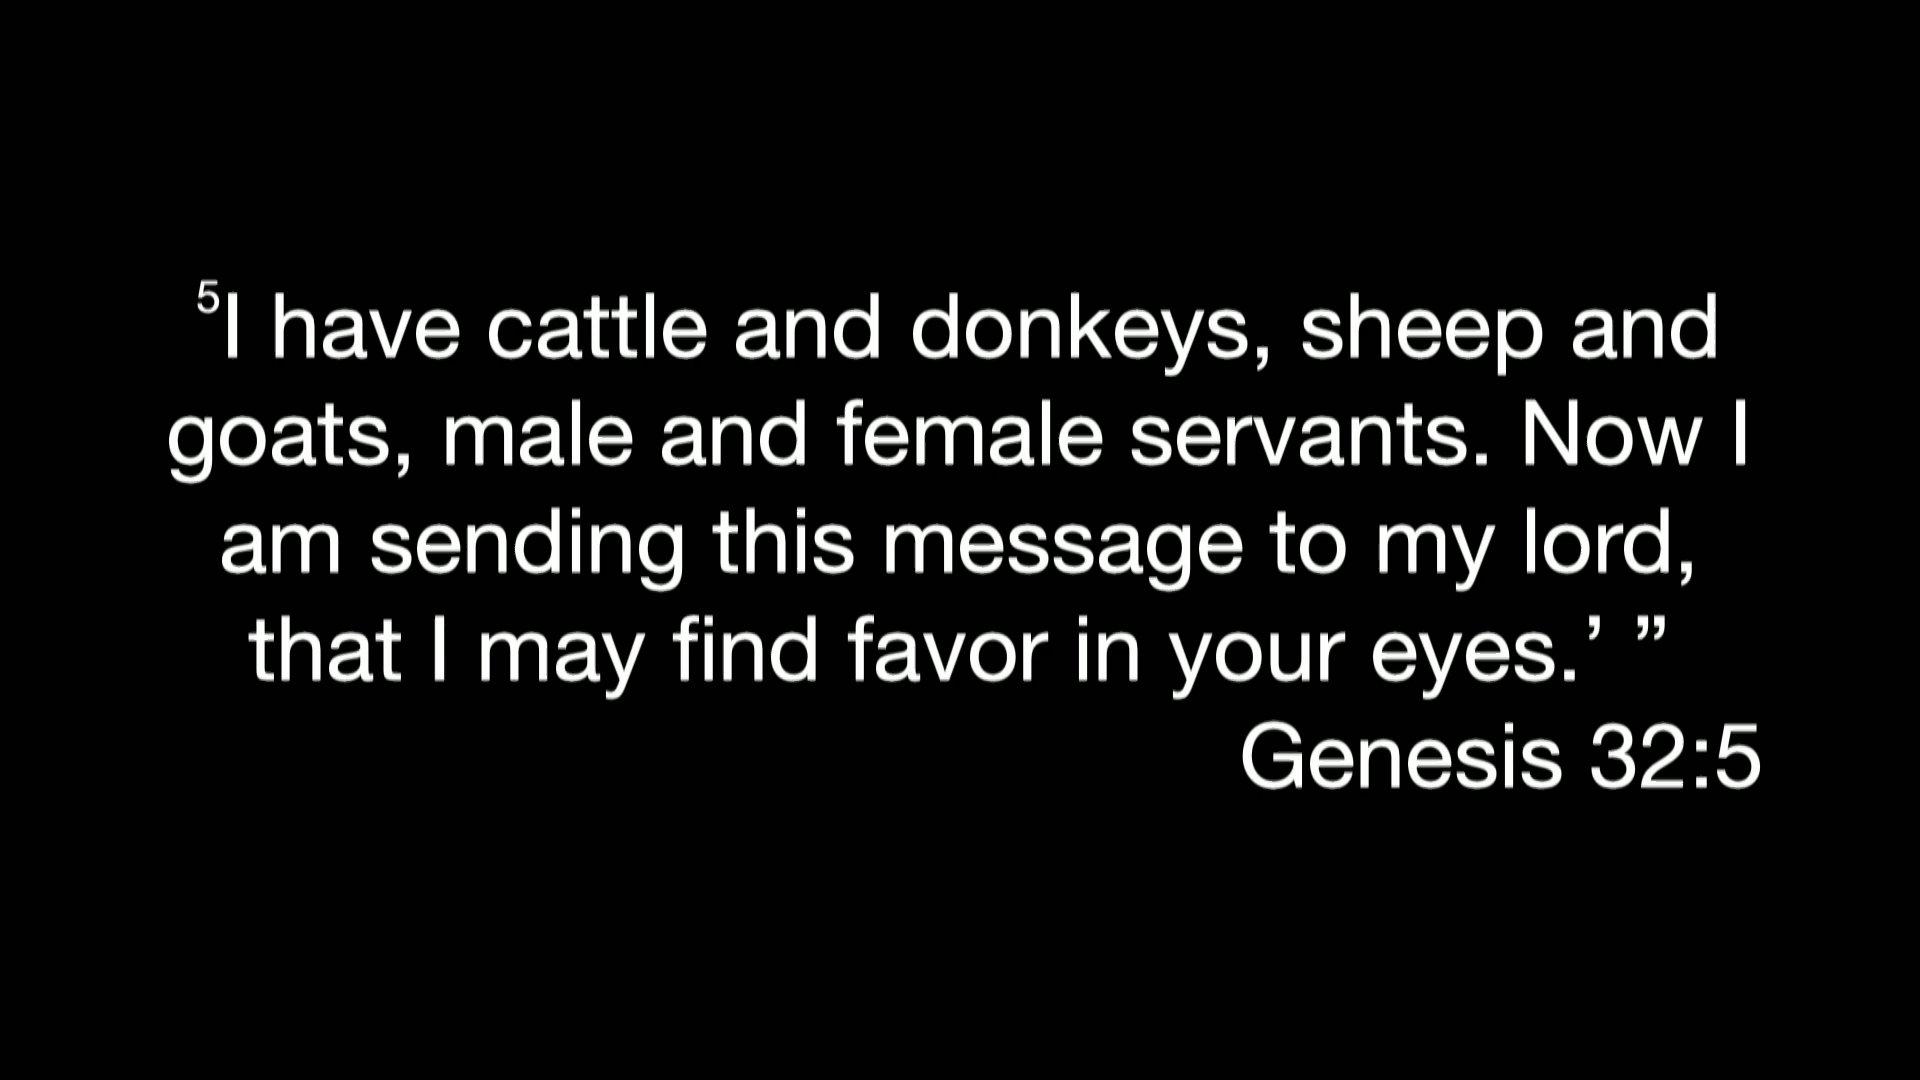 ⁵I have cattle and donkeys, sheep and
goats, male and female servants. Now I
am sending this message to my lord,
that I may find favor in your eyes.’ ”
Genesis 32:5